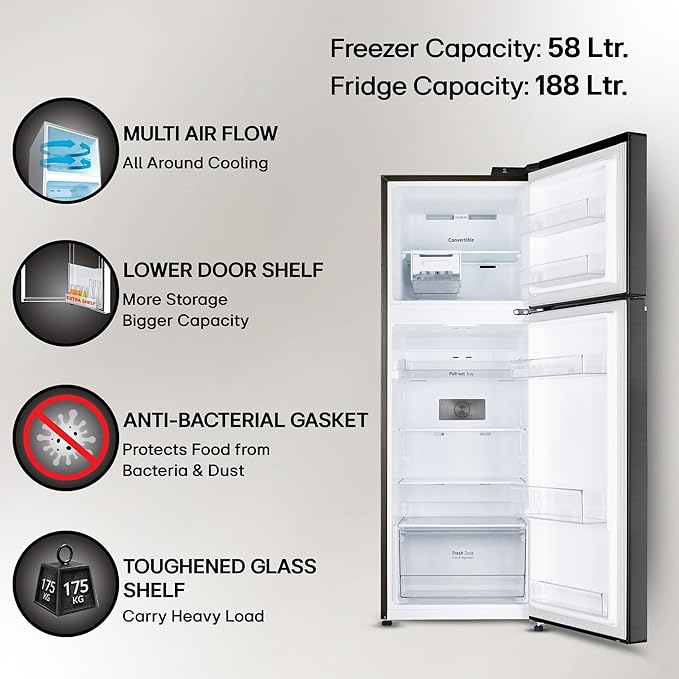 Freezer Capacity: 58 Ltr.
Fridge Capacity: 188 Ltr.
MULTI AIR FLOW
All Around Cooling
LOWER DOOR SHELF
More Storage
Bigger Capacity
EXTRA SHELF
ANTI-BACTERIAL GASKET
Protects Food from
Bacteria & Dust
TOUGHENED GLASS
SHELF
Carry Heavy Load
175
KG
175
KG
Convertible
Pull-out Tray
Fresh Zone